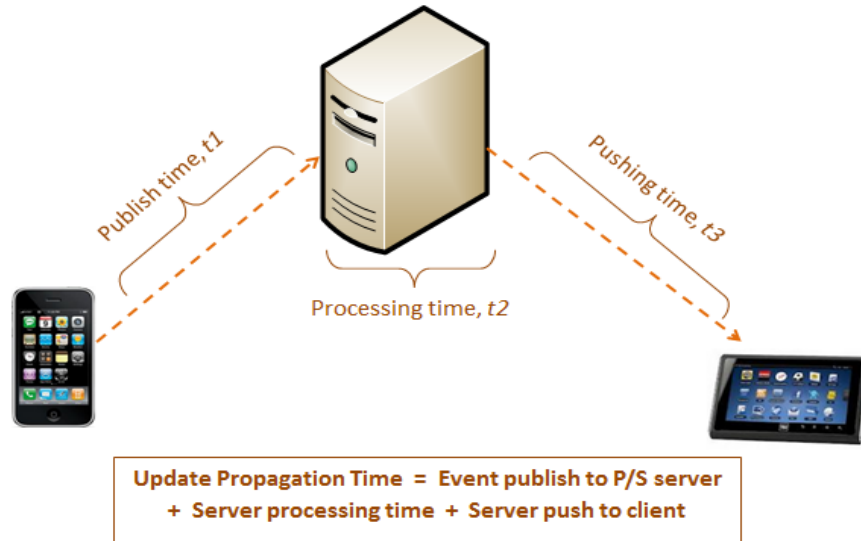 Publish time, t1
Pushing time, t3
Processing time, t2
Update Propagation Time = Event publish to P/S server
+ Server processing time + Server push to client